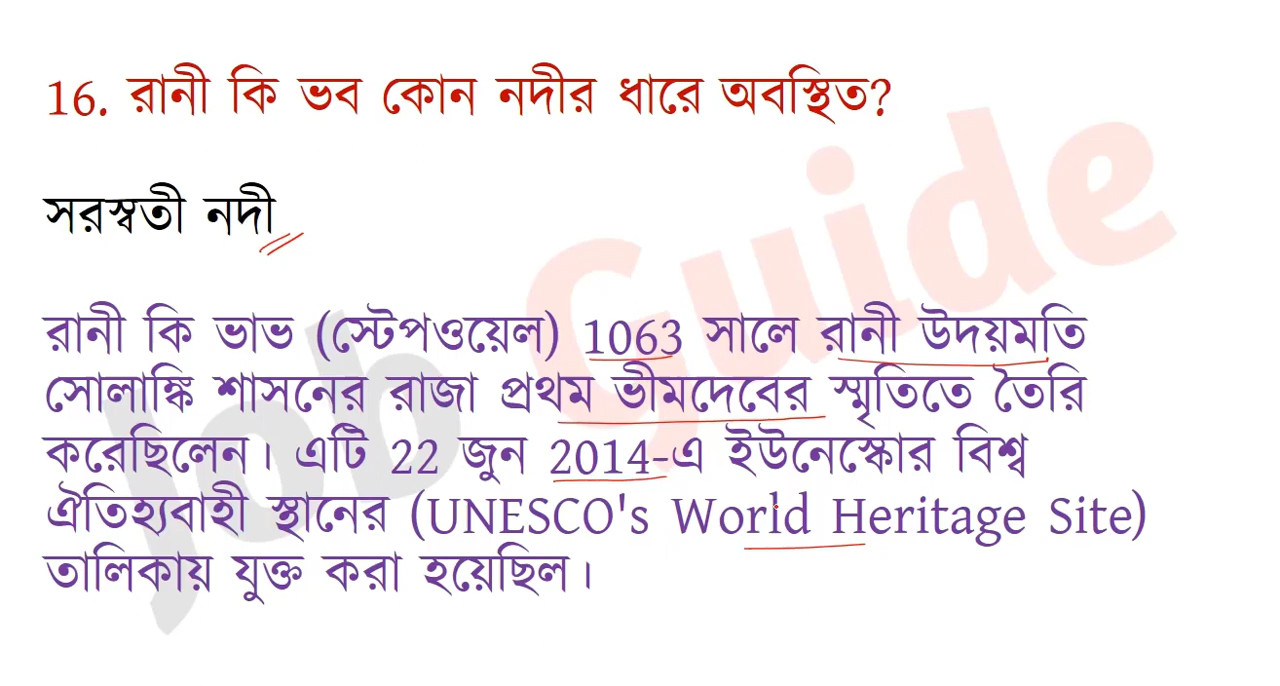 16. রানী কি ভব কোন নদীর ধারে অবস্থিত?
সরস্বতী নদী
রানী কি ভাভ (স্টেপওয়েল) 1063 সালে রানী উদয়মতি
সোলাঙ্কি শাসনের রাজা প্রথম ভীমদেবের স্মৃতিতে তৈরি
করেছিলেন। এটি 22 জুন 2014-এ ইউনেস্কোর বিশ্ব
ঐতিহ্যবাহী স্থানের (UNESCO's World Heritage Site)
তালিকায় যুক্ত করা হয়েছিল।
Job Guide